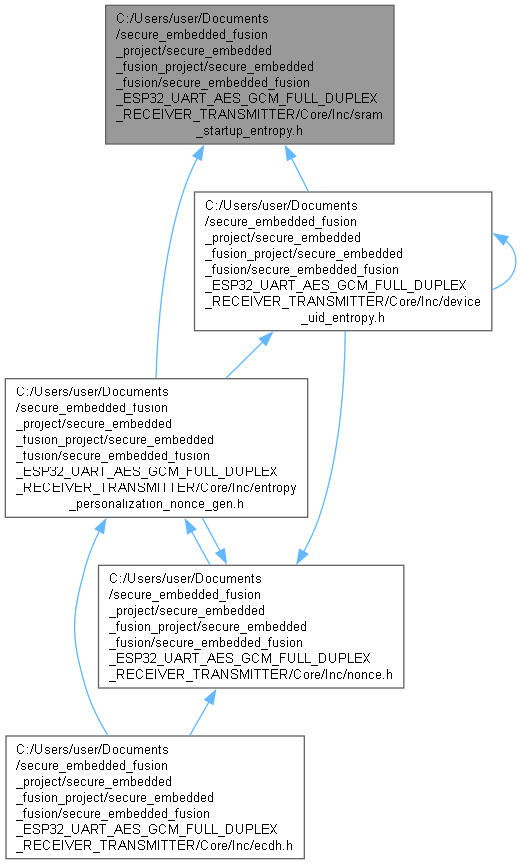 C:/Users/user/Documents
/secure_embedded_fusion
_project/secure_embedded
_fusion_project/secure_embedded
_fusion/secure_embedded_fusion
_ESP32_UART_AES_GCM_FULL_DUPLEX
_RECEIVER_TRANSMITTER/Core/Inc/sram
_startup_entropy.h
C:/Users/user/Documents
/secure_embedded_fusion
_project/secure_embedded
_fusion_project/secure_embedded
_fusion/secure_embedded_fusion
_ESP32_UART_AES_GCM_FULL_DUPLEX
_RECEIVER_TRANSMITTER/Core/Inc/device
_uid_entropy.h
C:/Users/user/Documents
/secure_embedded_fusion
_project/secure_embedded
_fusion_project/secure_embedded
_fusion/secure_embedded_fusion
_ESP32_UART_AES_GCM_FULL_DUPLEX
_RECEIVER_TRANSMITTER/Core/Inc/entropy
_personalization_nonce_gen.h
C:/Users/user/Documents
/secure_embedded_fusion
_project/secure_embedded
_fusion_project/secure_embedded
_fusion/secure_embedded_fusion
_ESP32_UART_AES_GCM_FULL_DUPLEX
_RECEIVER_TRANSMITTER/Core/Inc/nonce.h
C:/Users/user/Documents
/secure_embedded_fusion
_project/secure_embedded
_fusion_project/secure_embedded
_fusion/secure_embedded_fusion
_ESP32_UART_AES_GCM_FULL_DUPLEX
_RECEIVER_TRANSMITTER/Core/Inc/ecdh.h